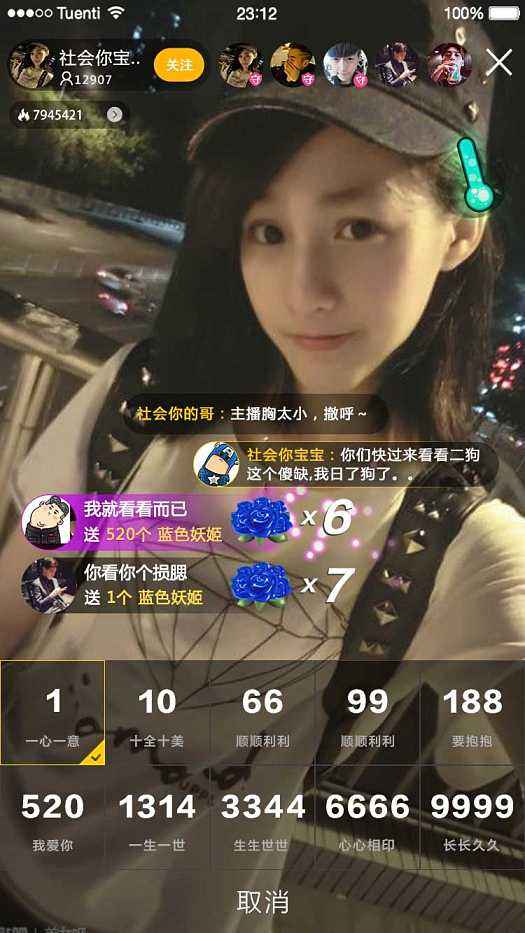 Tuenti 23:12 100%
社会你宝.. 关注
12907
守 守 守
7945421
社会你的哥：主播胸太小，撤呼~
社会你宝宝：你们快过来看看二狗
这个傻缺,我日了狗了。。
我就看看而已
送 520个 蓝色妖姬 x 6
你看你个损腮
送 1个 蓝色妖姬 x 7
1 10 66 99 188
一心一意 十全十美 顺顺利利 顺顺利利 要抱抱
520 1314 3344 6666 9999
我爱你 一生一世 生生世世 心心相印 长长久久
取消